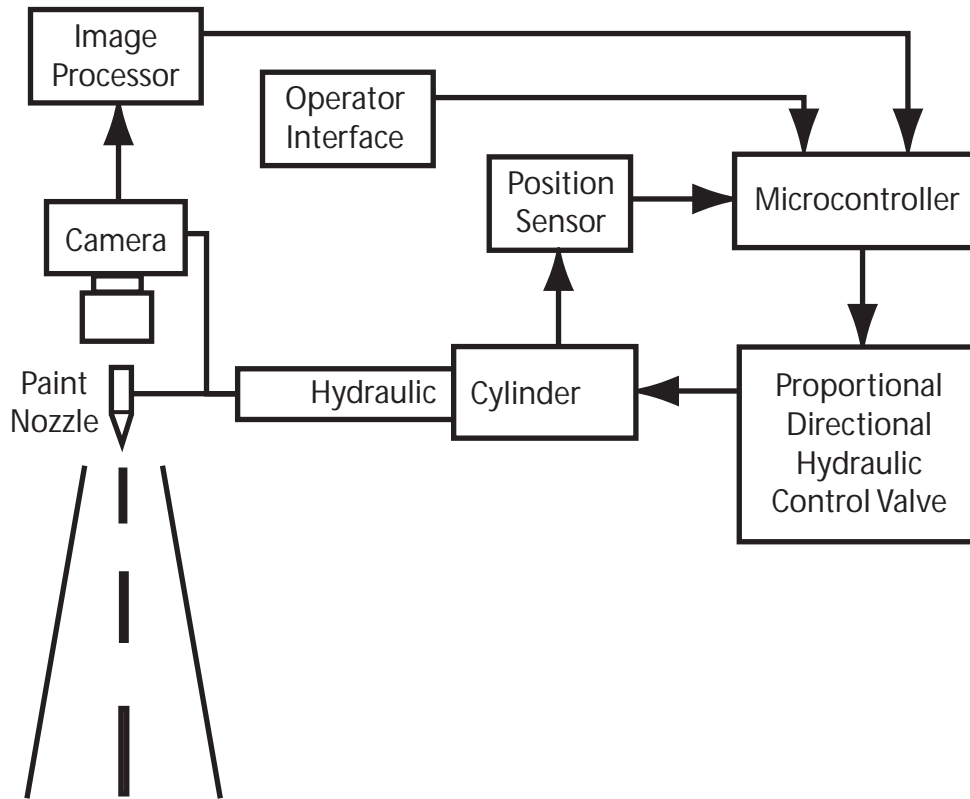 Image
Processor
Operator
Interface
Position
Sensor
Microcontroller
Camera
Paint
Nozzle
Hydraulic Cylinder
Proportional
Directional
Hydraulic
Control Valve